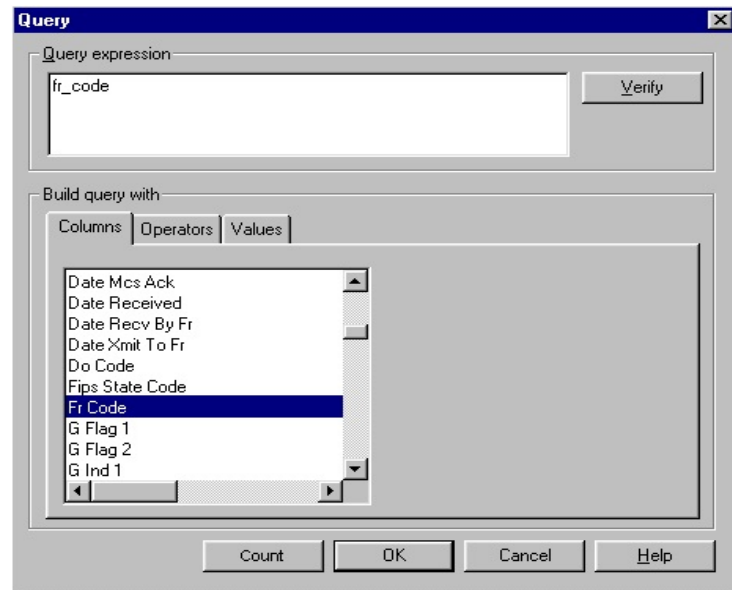 Query
Query expression
fr_code
Verify
Build query with
Columns Operators Values
Date Mcs Ack
Date Received
Date Recv By Fr
Date Xmit To Fr
Do Code
Fips State Code
Fr Code
G Flag 1
G Flag 2
G Ind 1
Count OK Cancel Help